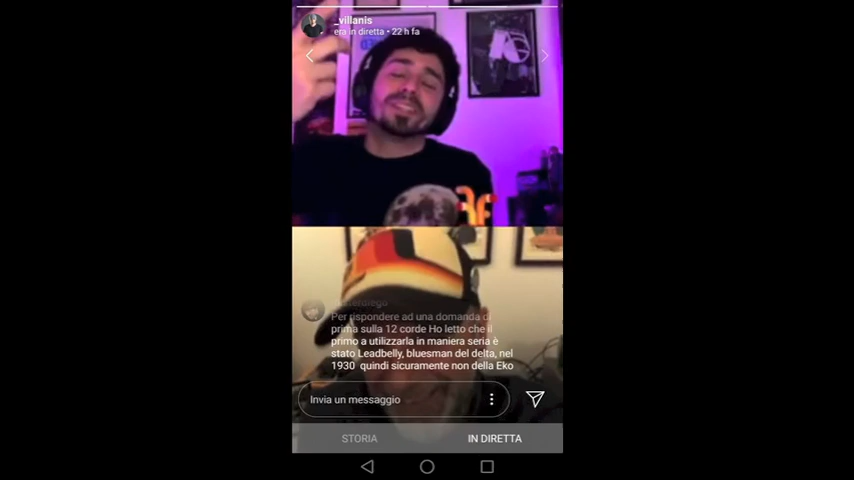 _villanis
era in diretta • 22 h fa
Per rispondere ad una domanda di
prima sulla 12 corde Ho letto che il
primo a utilizzarla in maniera seria è
stato Leadbelly, bluesman del delta, nel
1930 quindi sicuramente non della Eko
Invia un messaggio
STORIA
IN DIRETTA